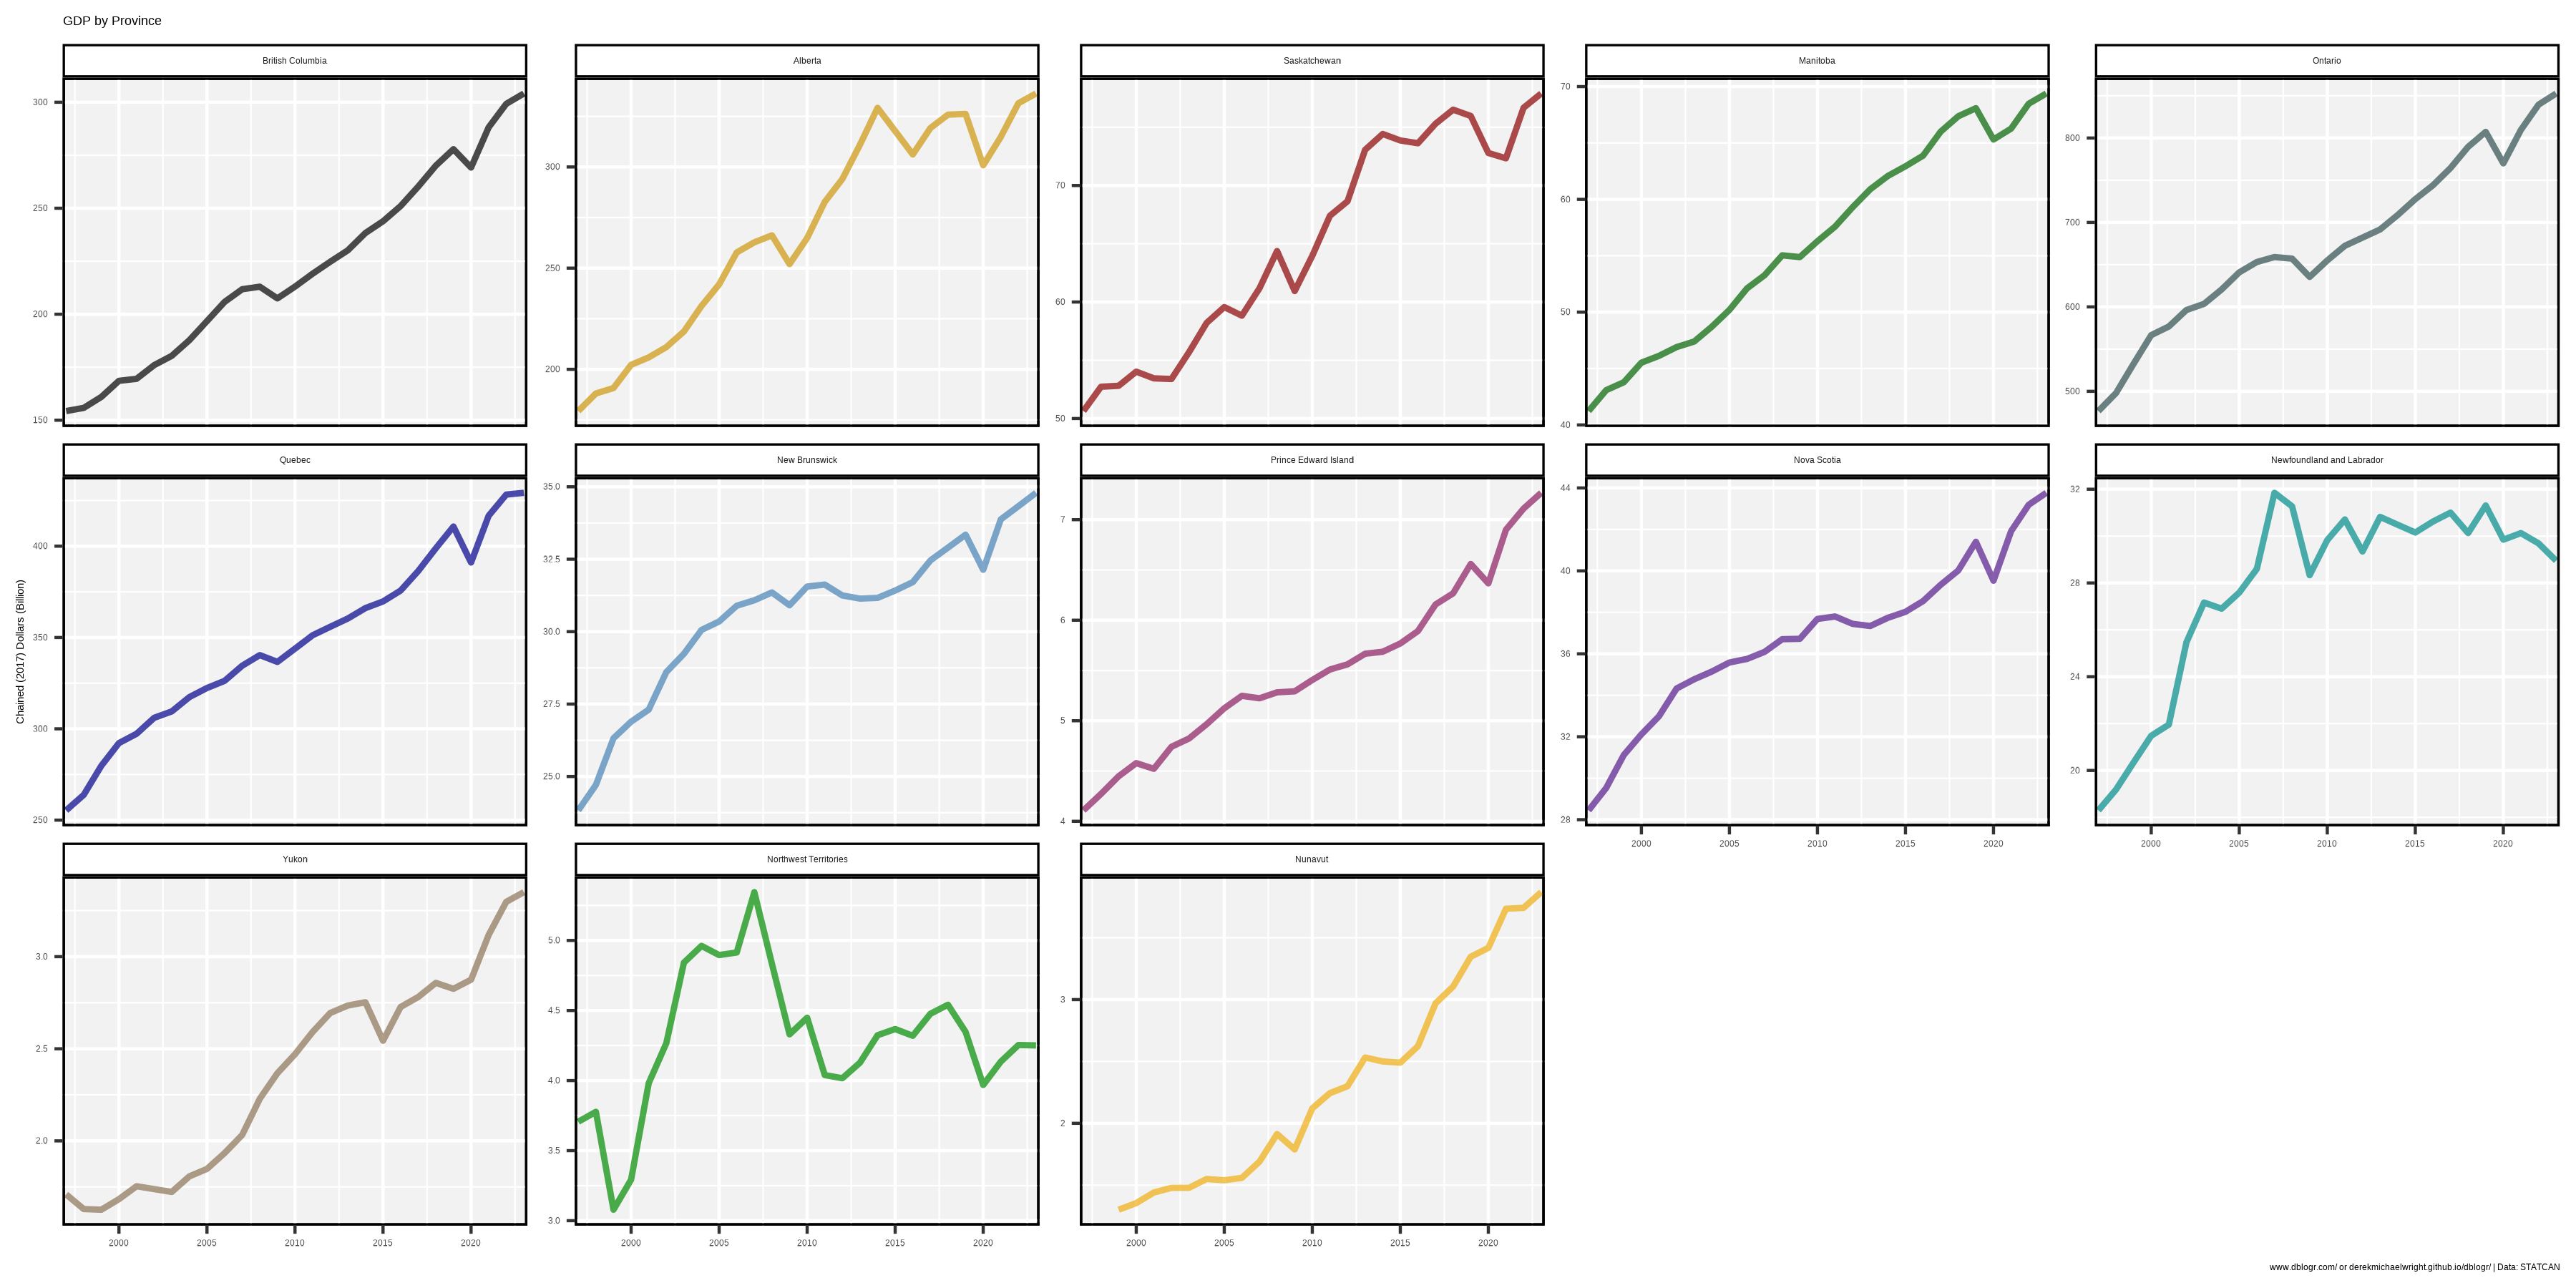 GDP by Province
British Columbia
Alberta
Saskatchewan
Manitoba
Ontario
300
250
200
150
300
250
200
70
60
50
70
60
50
40
800
700
600
500
Chained (2017) Dollars (Billion)
Quebec
New Brunswick
Prince Edward Island
Nova Scotia
Newfoundland and Labrador
400
350
300
250
35.0
32.5
30.0
27.5
25.0
7
6
5
4
44
40
36
32
28
32
28
24
20
2000 2005 2010 2015 2020
2000 2005 2010 2015 2020
Yukon
Northwest Territories
Nunavut
3.0
2.5
2.0
5.0
4.5
4.0
3.5
3.0
3
2
2000 2005 2010 2015 2020
2000 2005 2010 2015 2020
2000 2005 2010 2015 2020
www.dblogr.com/ or derekmichaelwright.github.io/dblogr/ | Data: STATCAN